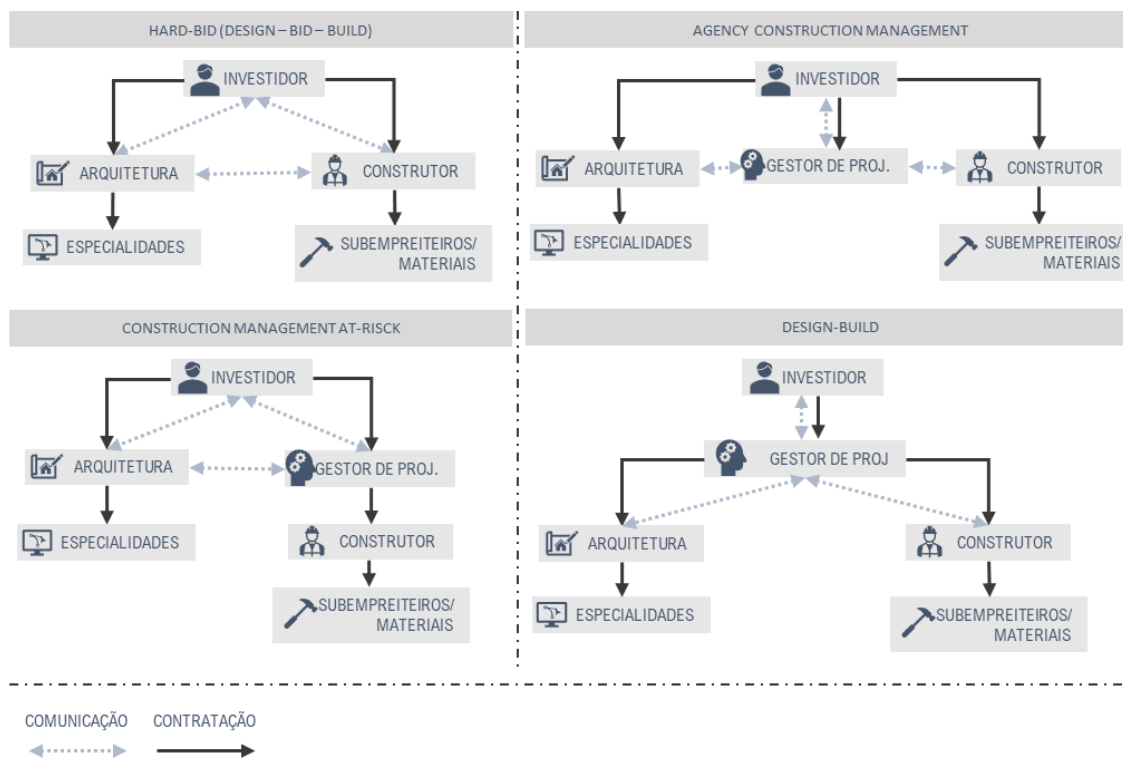 HARD-BID (DESIGN – BID – BUILD)
INVESTIDOR
ARQUITETURA
CONSTRUTOR
ESPECIALIDADES
SUBEMPREITEIROS/
MATERIAIS
AGENCY CONSTRUCTION MANAGEMENT
INVESTIDOR
ARQUITETURA
GESTOR DE PROJ.
CONSTRUTOR
ESPECIALIDADES
SUBEMPREITEIROS/
MATERIAIS
CONSTRUCTION MANAGEMENT AT-RISCK
INVESTIDOR
ARQUITETURA
GESTOR DE PROJ.
ESPECIALIDADES
CONSTRUTOR
SUBEMPREITEIROS/
MATERIAIS
DESIGN-BUILD
INVESTIDOR
GESTOR DE PROJ
ARQUITETURA
CONSTRUTOR
ESPECIALIDADES
SUBEMPREITEIROS/
MATERIAIS
COMUNICAÇÃO
CONTRATAÇÃO